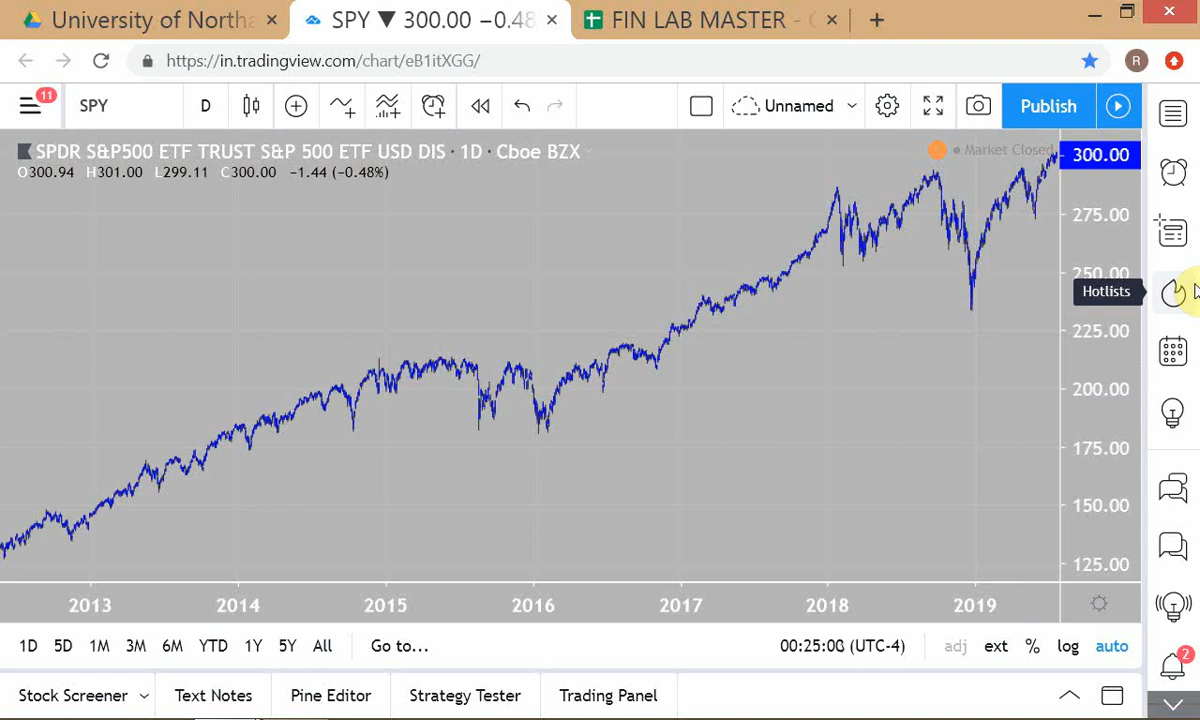 University of Northa
SPY ▼ 300.00 −0.48
FIN LAB MASTER -
https://in.tradingview.com/chart/eB1itXGG/
R
11
SPY
D
Unnamed
Publish
SPDR S&P500 ETF TRUST S&P 500 ETF USD DIS · 1D · Cboe BZX
Market Closed
O300.94 H301.00 L299.11 C300.00 −1.44 (−0.48%)
300.00
275.00
250.00
Hotlists
225.00
200.00
175.00
150.00
125.00
2013 2014 2015 2016 2017 2018 2019
1D 5D 1M 3M 6M YTD 1Y 5Y All Go to... 00:25:00 (UTC-4) adj ext % log auto
2
Stock Screener Text Notes Pine Editor Strategy Tester Trading Panel